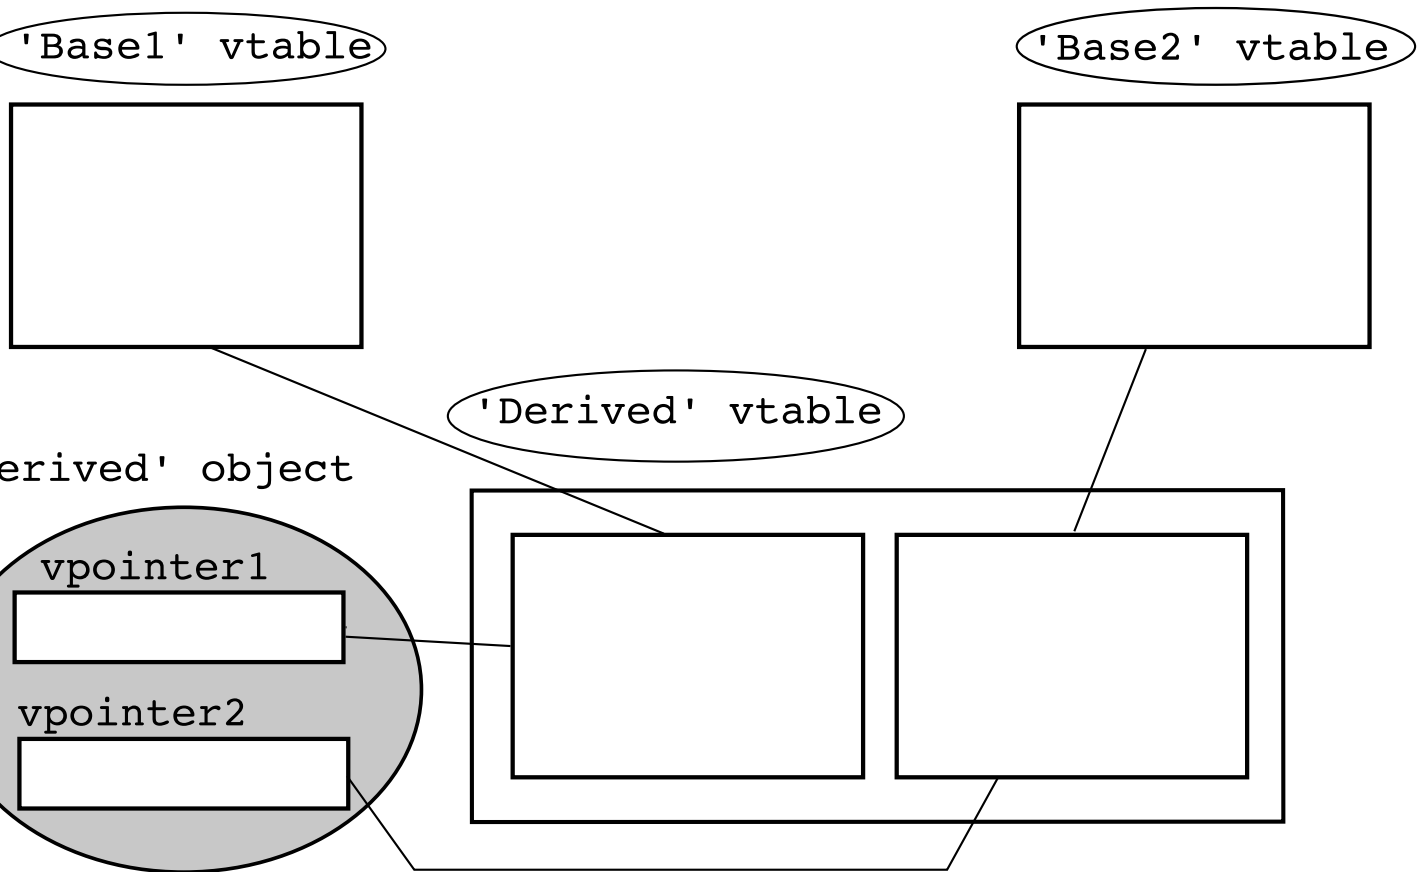 'Base1' vtable
'Base2' vtable
'Derived' vtable
erived' object
vpointer1
vpointer2